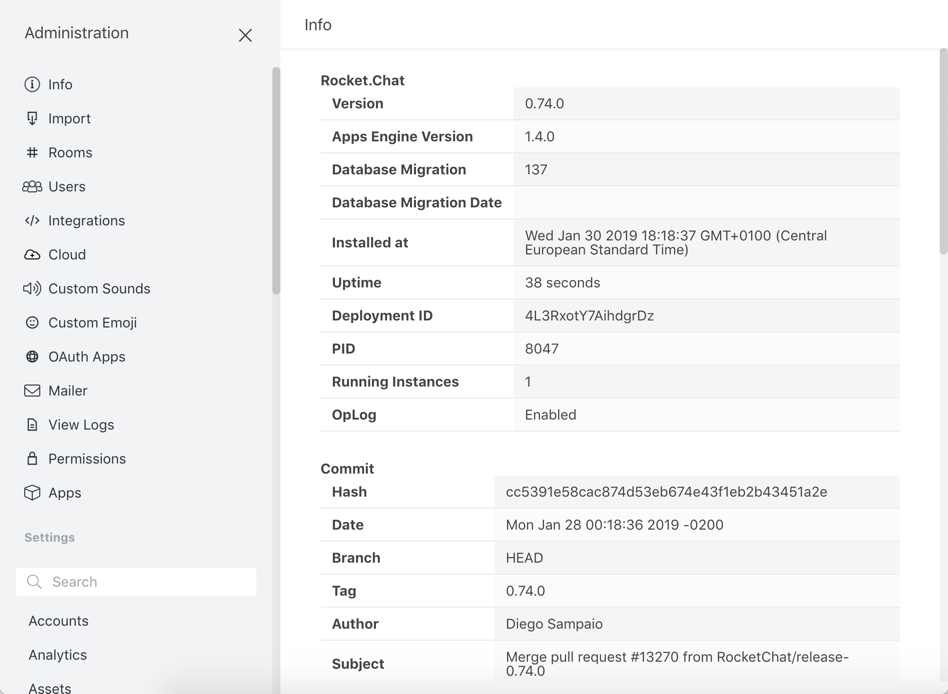 Administration
Info
Import
Rooms
Users
Integrations
Cloud
Custom Sounds
Custom Emoji
OAuth Apps
Mailer
View Logs
Permissions
Apps
Settings
Search
Accounts
Analytics
Assets
Info
Rocket.Chat
Version 0.74.0
Apps Engine Version 1.4.0
Database Migration 137
Database Migration Date
Installed at Wed Jan 30 2019 18:18:37 GMT+0100 (Central
European Standard Time)
Uptime 38 seconds
Deployment ID 4L3RxotY7AihdgrDz
PID 8047
Running Instances 1
OpLog Enabled
Commit
Hash cc5391e58cac874d53eb674e43f1eb2b43451a2e
Date Mon Jan 28 00:18:36 2019 -0200
Branch HEAD
Tag 0.74.0
Author Diego Sampaio
Subject Merge pull request #13270 from RocketChat/release-
0.74.0